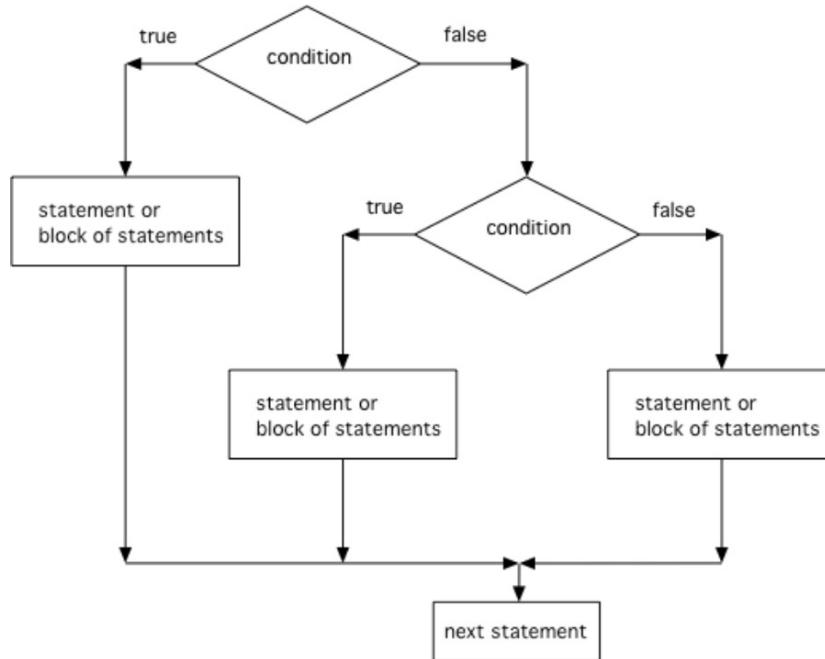 true
condition
false
statement or
block of statements
true
condition
false
statement or
block of statements
statement or
block of statements
next statement